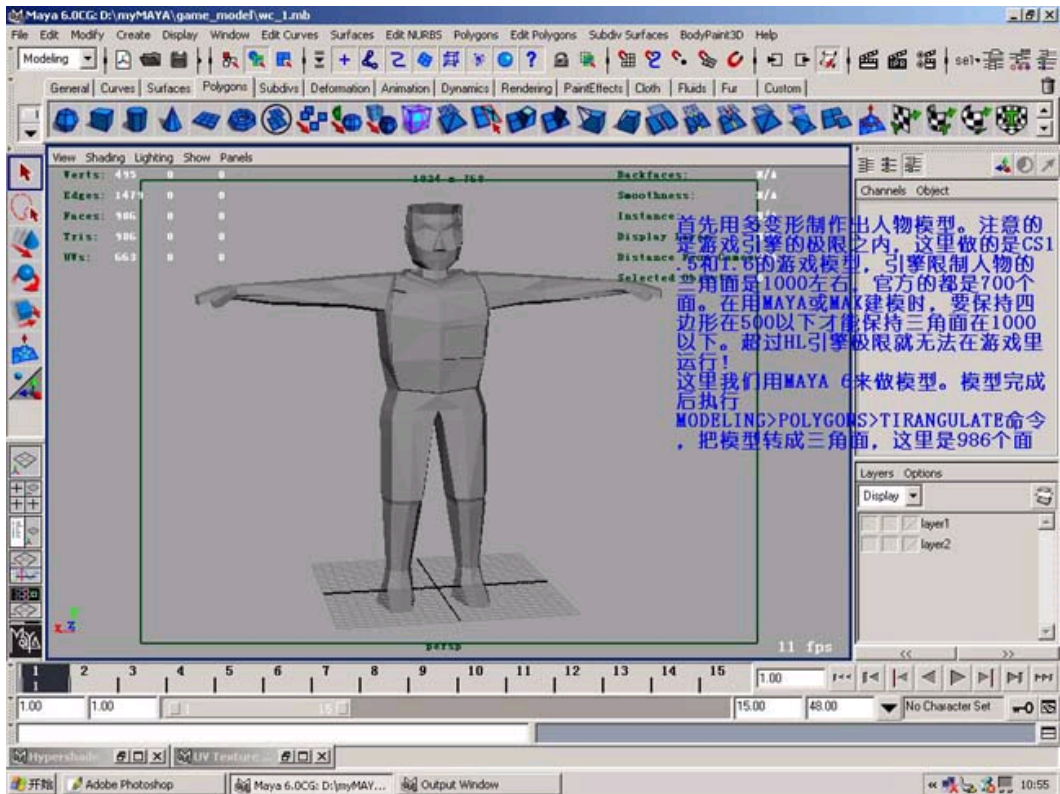 Maya 6.0CG: D:\myMAYA\game_model\wc_1.mb
File Edit Modify Create Display Window Edit Curves Surfaces Edit NURBS Polygons Edit Polygons Subdiv Surfaces BodyPaint3D Help
Modeling
sel
General Curves Surfaces Polygons Subdivs Deformation Animation Dynamics Rendering PaintEffects Cloth Fluids Fur Custom
View Shading Lighting Show Panels
Channels Object
Verts: 495 0 0
Edges: 1479 0 0
Faces: 986 0 0
Tris: 986 0 0
UVs: 663 0 0
1024 x 768
Backfaces: N/A
Smoothness: N/A
Instance:
Display
Distance From Camera:
Selected
首先用多变形制作出人物模型。注意的
是游戏引擎的极限之内，这里做的是CS1
.5和1.6的游戏模型，引擎限制人物的
三角面是1000左右，官方的都是700个
面。在用MAYA或MAX建模时，要保持四
边形在500以下才能保持三角面在1000
以下。超过HL引擎极限就无法在游戏里
运行！
这里我们用MAYA 6来做模型。模型完成
后执行
MODELING>POLYGONS>TIRANGULATE命令
，把模型转成三角面，这里是986个面
Layers Options
Display
layer1
layer2
persp
11 fps
1 2 3 4 5 6 7 8 9 10 11 12 13 14 15
1
1.00
1.00 1.00 1 15 15.00 48.00 No Character Set
Hypershade UV Texture
开始 Adobe Photoshop Maya 6.0CG: D:\myMAY... Output Window 10:55